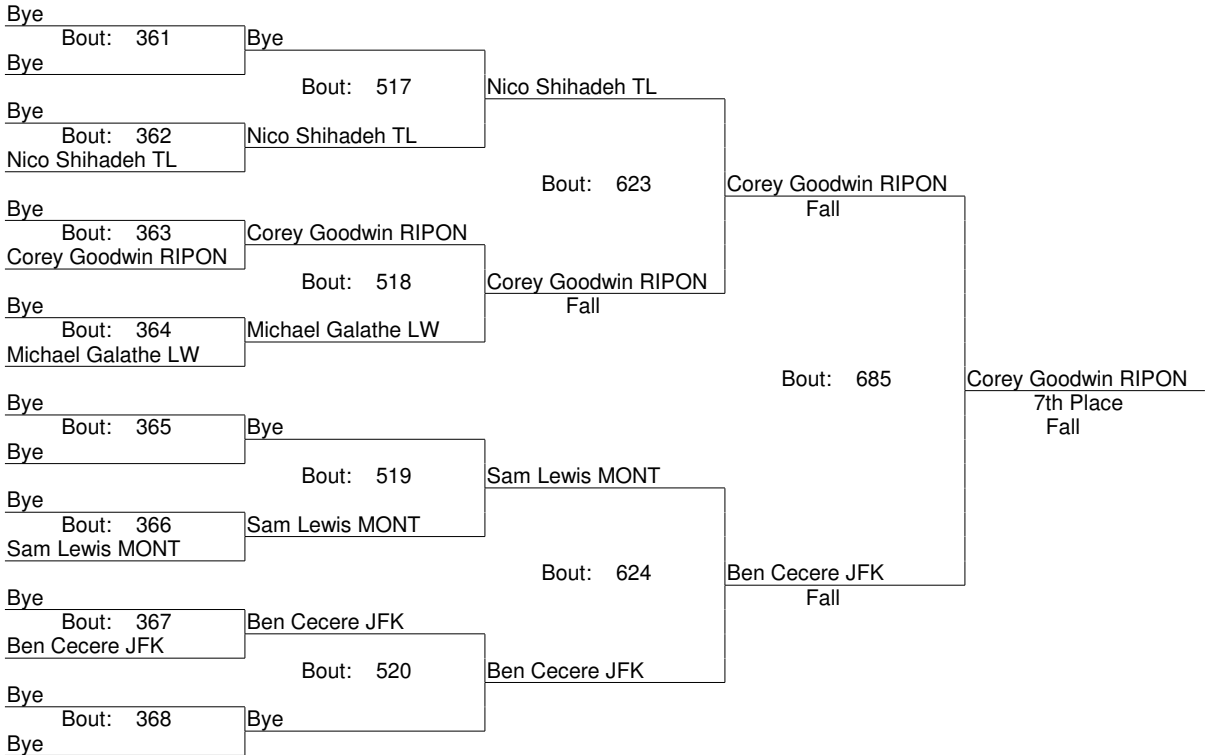 Bye
Bout: 361
Bye
Bye
Bout: 517
Nico Shihadeh TL
Bye
Bout: 362
Nico Shihadeh TL
Nico Shihadeh TL
Bout: 623
Corey Goodwin RIPON
Fall
Bye
Bout: 363
Corey Goodwin RIPON
Corey Goodwin RIPON
Bout: 518
Corey Goodwin RIPON
Fall
Bye
Bout: 364
Michael Galathe LW
Michael Galathe LW
Bout: 685
Corey Goodwin RIPON
7th Place
Fall
Bye
Bout: 365
Bye
Bye
Bout: 519
Sam Lewis MONT
Bye
Bout: 366
Sam Lewis MONT
Sam Lewis MONT
Bout: 624
Ben Cecere JFK
Fall
Bye
Bout: 367
Ben Cecere JFK
Ben Cecere JFK
Bout: 520
Ben Cecere JFK
Bye
Bout: 368
Bye
Bye